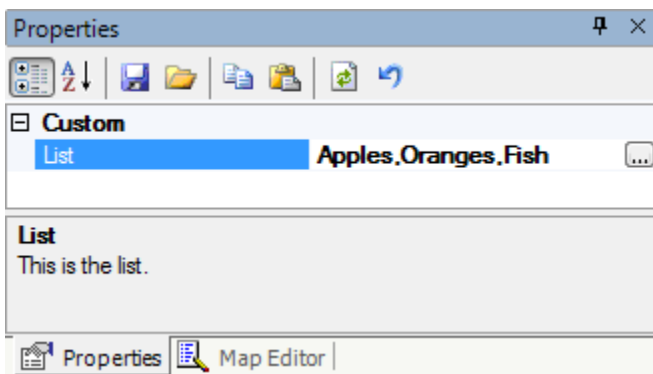 Properties
A
Z
Custom
List Apples,Oranges,Fish ...
List
This is the list.
Properties Map Editor